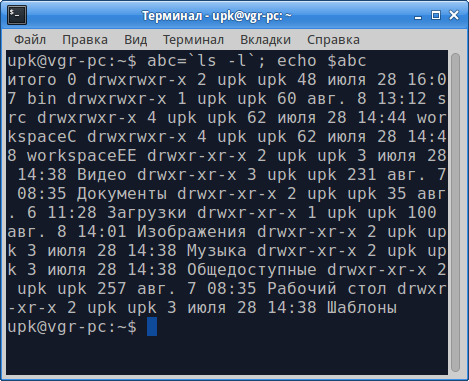 Терминал - upk@vgr-pc: ~
Файл Правка Вид Терминал Вкладки Справка
upk@vgr-pc:~$ abc=`ls -l`; echo $abc
итого 0 drwxrwxr-x 2 upk upk 48 июля 28 16:0
7 bin drwxrwxr-x 1 upk upk 60 авг. 8 13:12 s
rc drwxrwxr-x 4 upk upk 62 июля 28 14:44 wor
kspaceC drwxrwxr-x 4 upk upk 62 июля 28 14:4
8 workspaceEE drwxr-xr-x 2 upk upk 3 июля 28
14:38 Видео drwxr-xr-x 3 upk upk 231 авг. 7
08:35 Документы drwxr-xr-x 2 upk upk 35 авг
. 6 11:28 Загрузки drwxr-xr-x 1 upk upk 100
авг. 8 14:01 Изображения drwxr-xr-x 2 upk up
k 3 июля 28 14:38 Музыка drwxr-xr-x 2 upk up
k 3 июля 28 14:38 Общедоступные drwxr-xr-x 2
upk upk 257 авг. 7 08:35 Рабочий стол drwxr
-xr-x 2 upk upk 3 июля 28 14:38 Шаблоны
upk@vgr-pc:~$